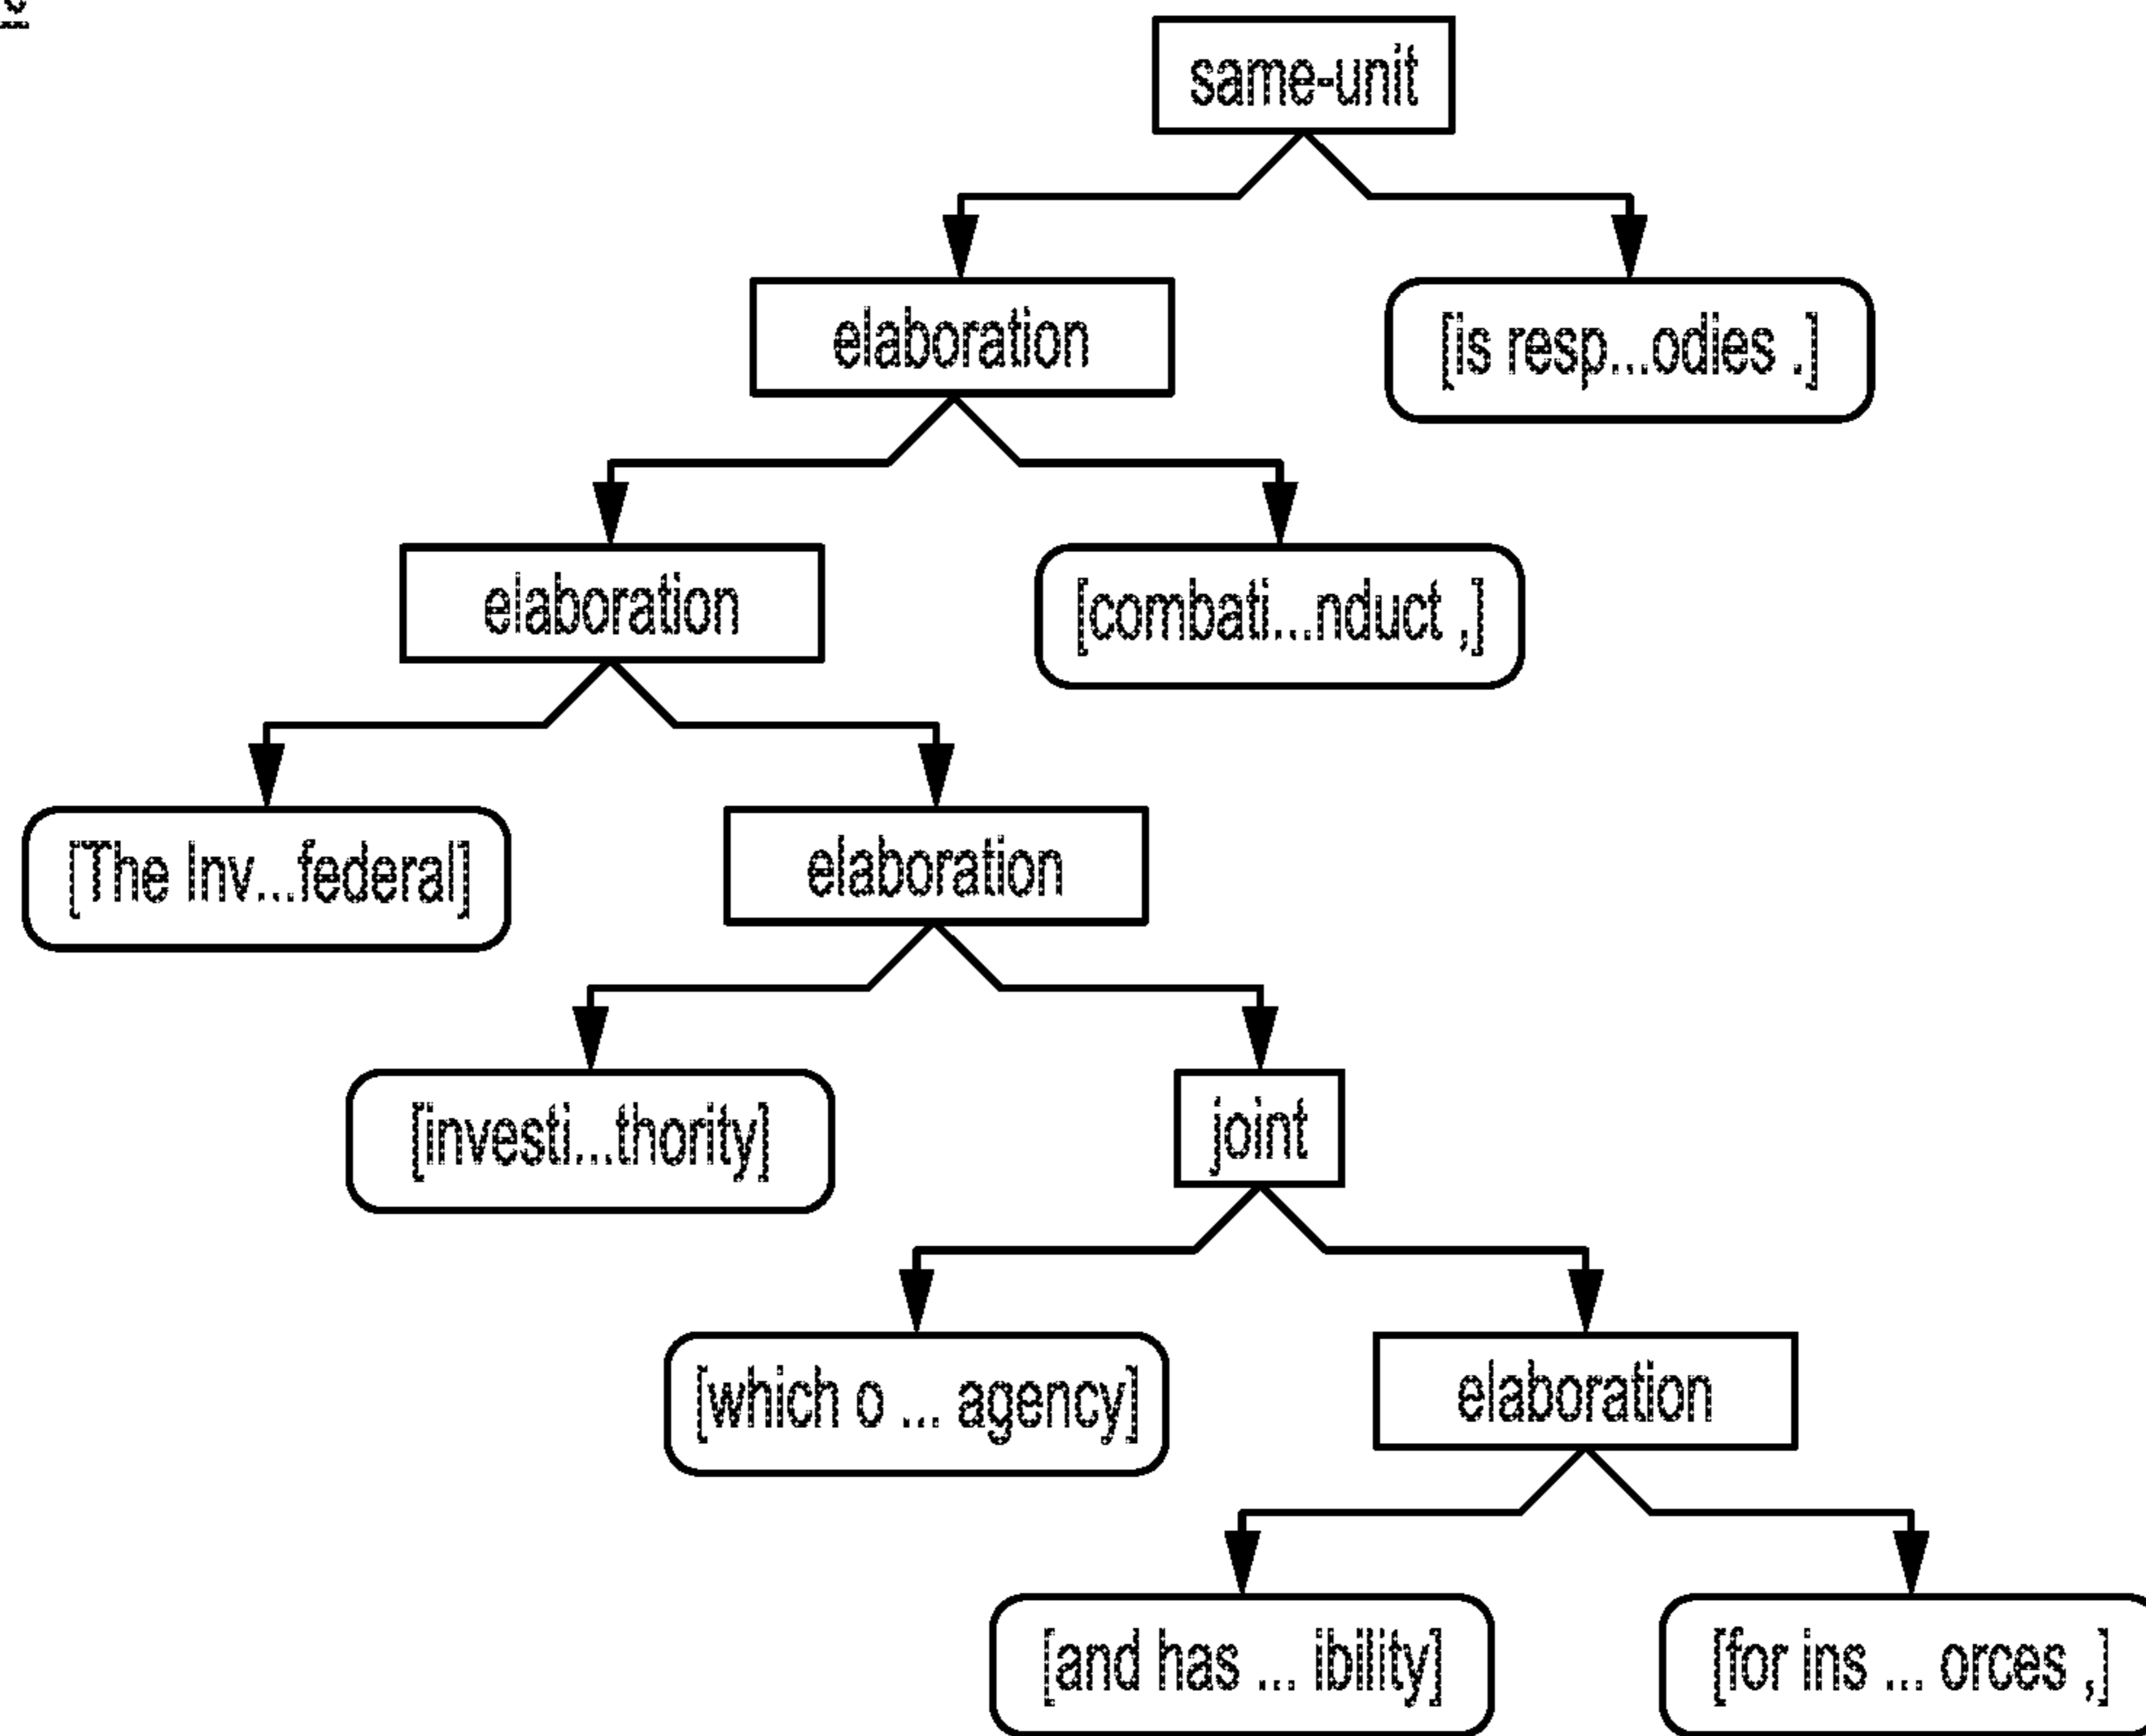 same-unit
elaboration
[is resp...odies .]
elaboration
[combati...nduct ,]
[The Inv...federal]
elaboration
[investi...thority]
joint
[which o ... agency]
elaboration
[and has ... ibility]
[for ins ... orces ,]